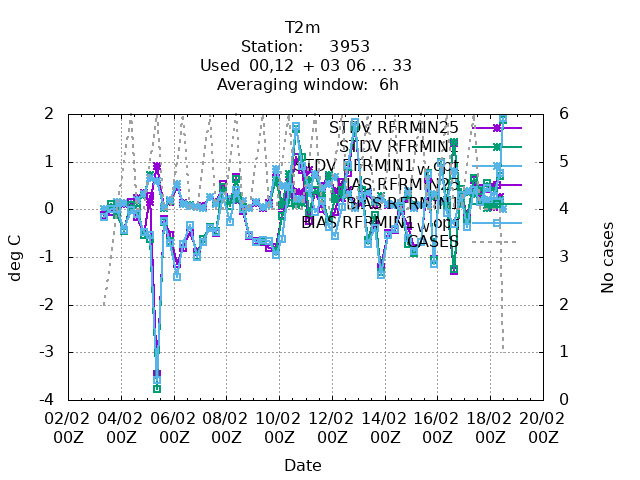 T2m
Station: 3953
Used 00,12 + 03 06 ... 33
Averaging window: 6h
2
1
0
-1
-2
-3
-4
deg C
6
5
4
3
2
1
0
No cases
STDV RFRMIN25
STDV RFRMIN1
STDV RFRMIN1_wopt
BIAS RFRMIN25
BIAS RFRMIN1
BIAS RFRMIN1_wopt
CASES
02/02 04/02 06/02 08/02 10/02 12/02 14/02 16/02 18/02 20/02
00Z 00Z 00Z 00Z 00Z 00Z 00Z 00Z 00Z 00Z
Date